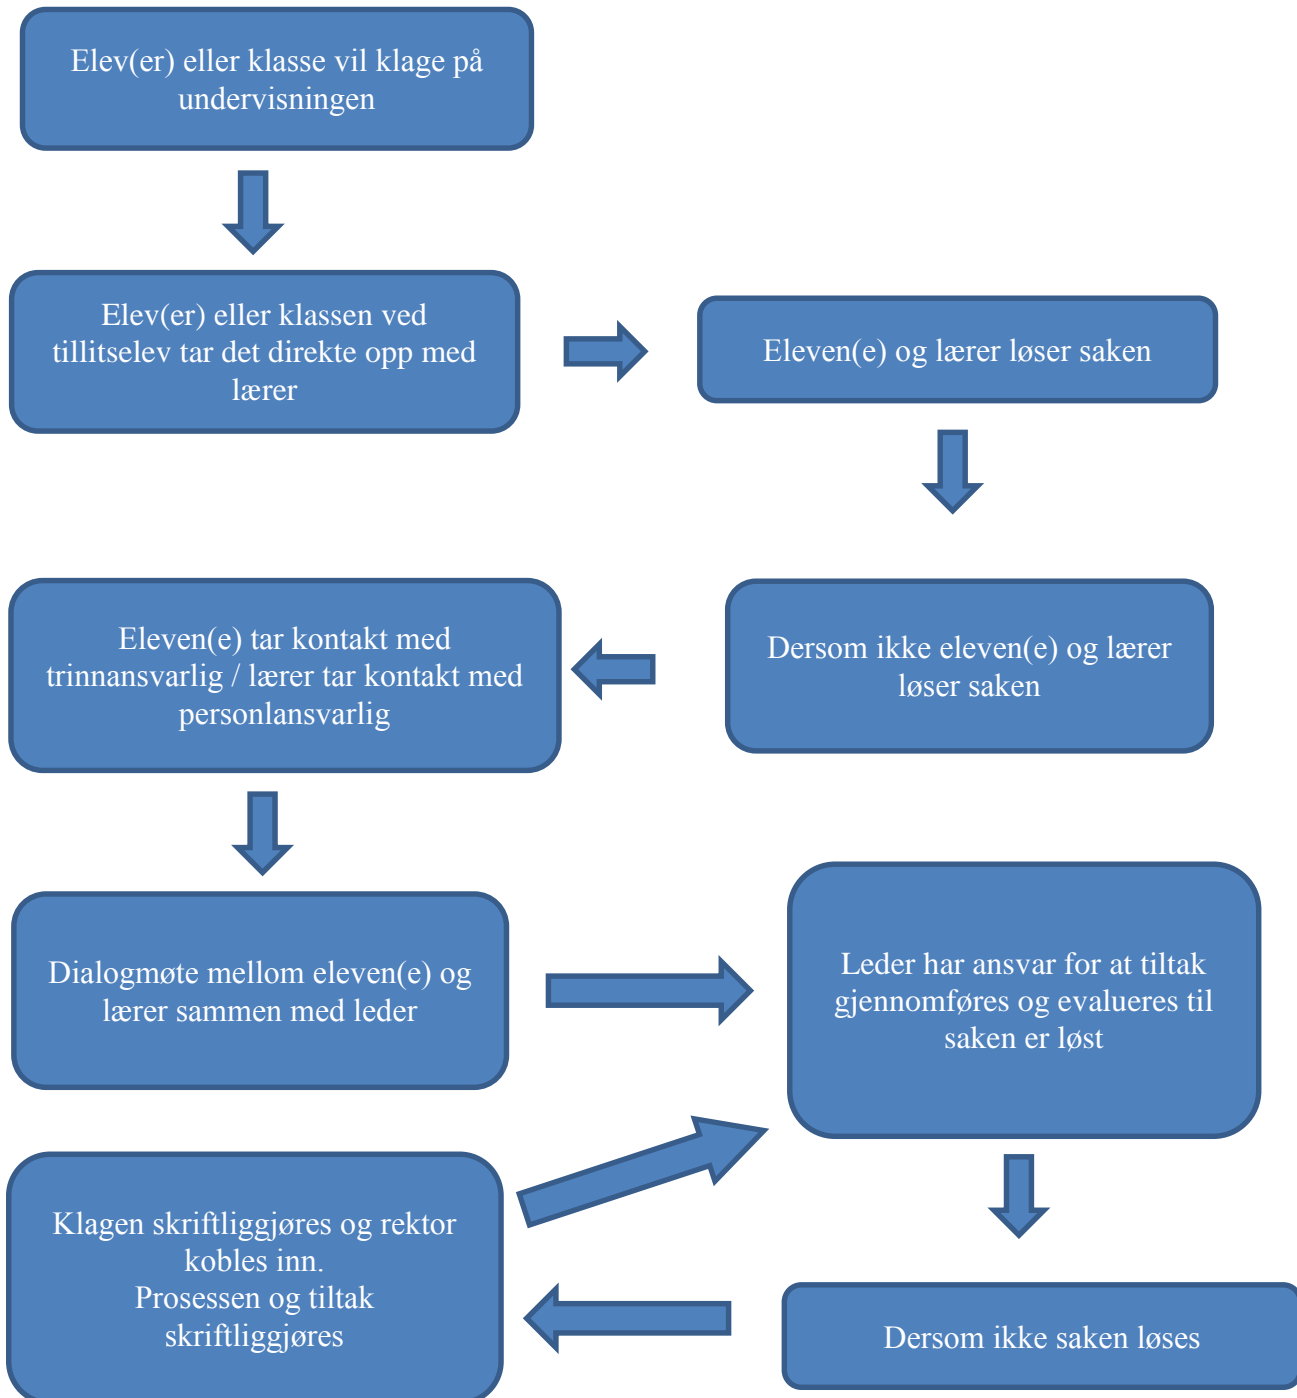 Elev(er) eller klasse vil klage på
undervisningen
Elev(er) eller klassen ved
tillitselev tar det direkte opp med
lærer
Eleven(e) og lærer løser saken
Dersom ikke eleven(e) og lærer
løser saken
Eleven(e) tar kontakt med
trinnansvarlig / lærer tar kontakt med
personlansvarlig
Dialogmøte mellom eleven(e) og
lærer sammen med leder
Leder har ansvar for at tiltak
gjennomføres og evalueres til
saken er løst
Dersom ikke saken løses
Klagen skriftliggjøres og rektor
kobles inn.
Prosessen og tiltak
skriftliggjøres